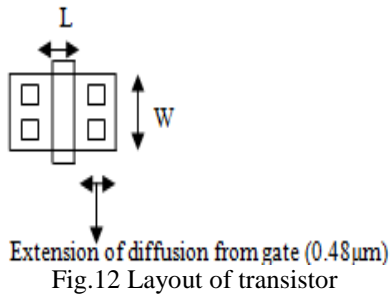 L
W
Extension of diffusion from gate (0.48μm)
Fig.12 Layout of transistor